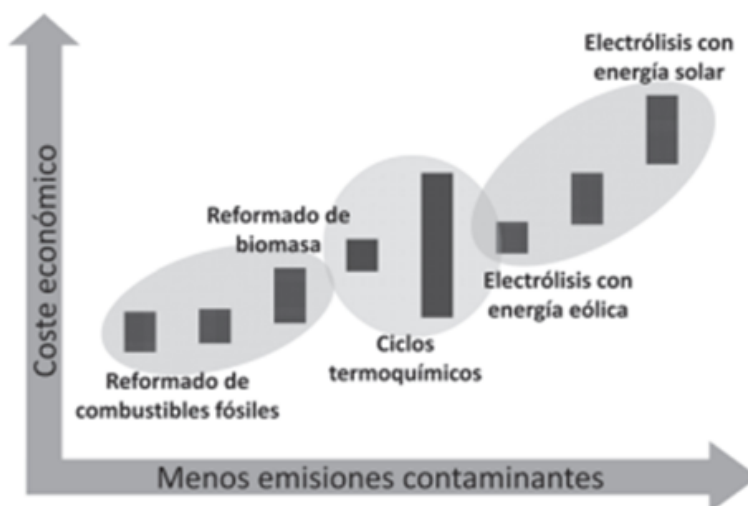 Electrólisis con
energía solar
Coste económico
Reformado de
biomasa
Electrólisis con
energía eólica
Ciclos
termoquímicos
Reformado de
combustibles fósiles
Menos emisiones contaminantes